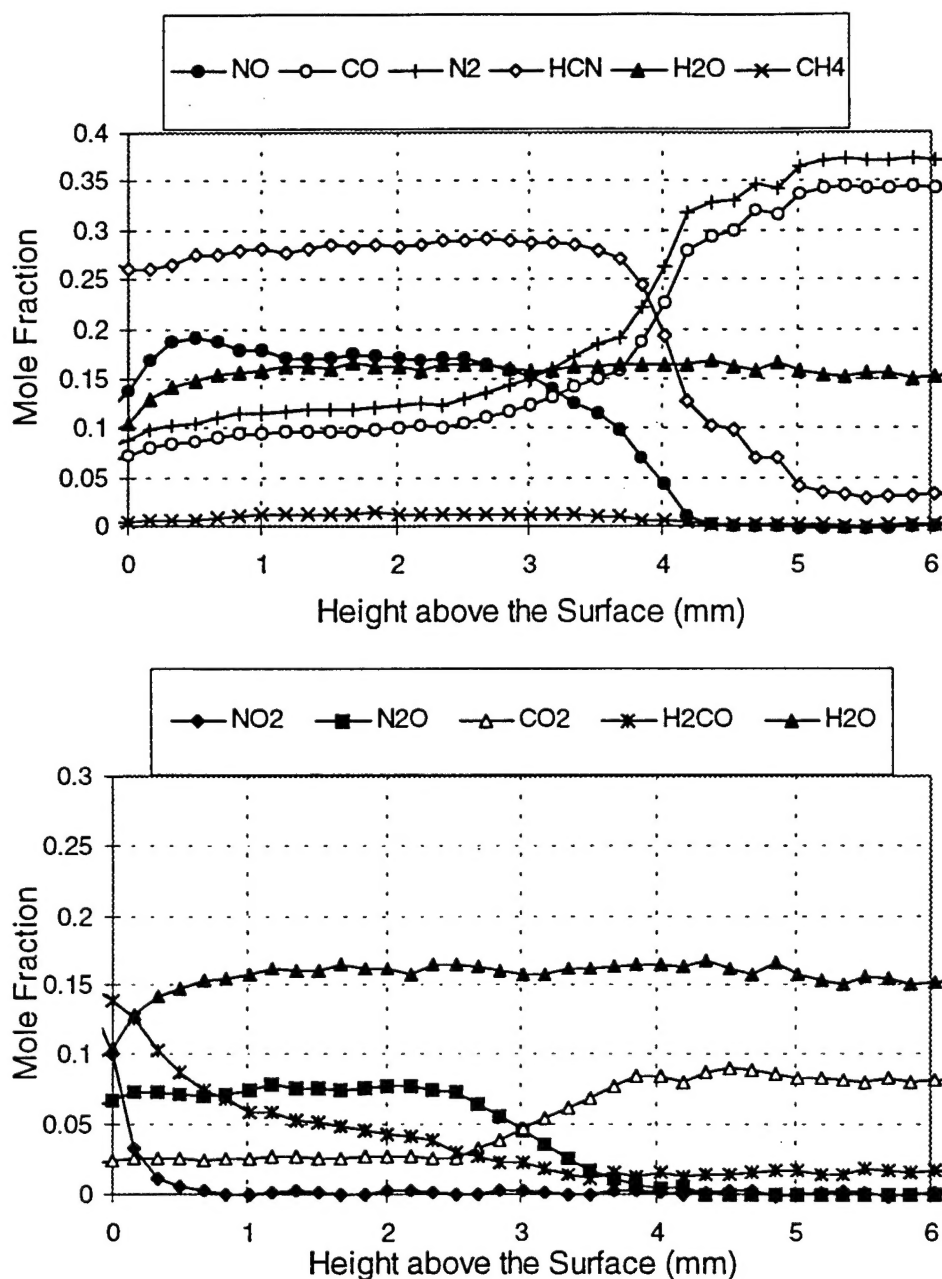 NO CO N2 HCN H2O CH4
0.4
0.35
0.3
0.25
0.2
0.15
0.1
0.05
0
Mole Fraction
0 1 2 3 4 5 6
Height above the Surface (mm)
NO2 N2O CO2 H2CO H2O
0.3
0.25
0.2
0.15
0.1
0.05
0
Mole Fraction
0 1 2 3 4 5 6
Height above the Surface (mm)